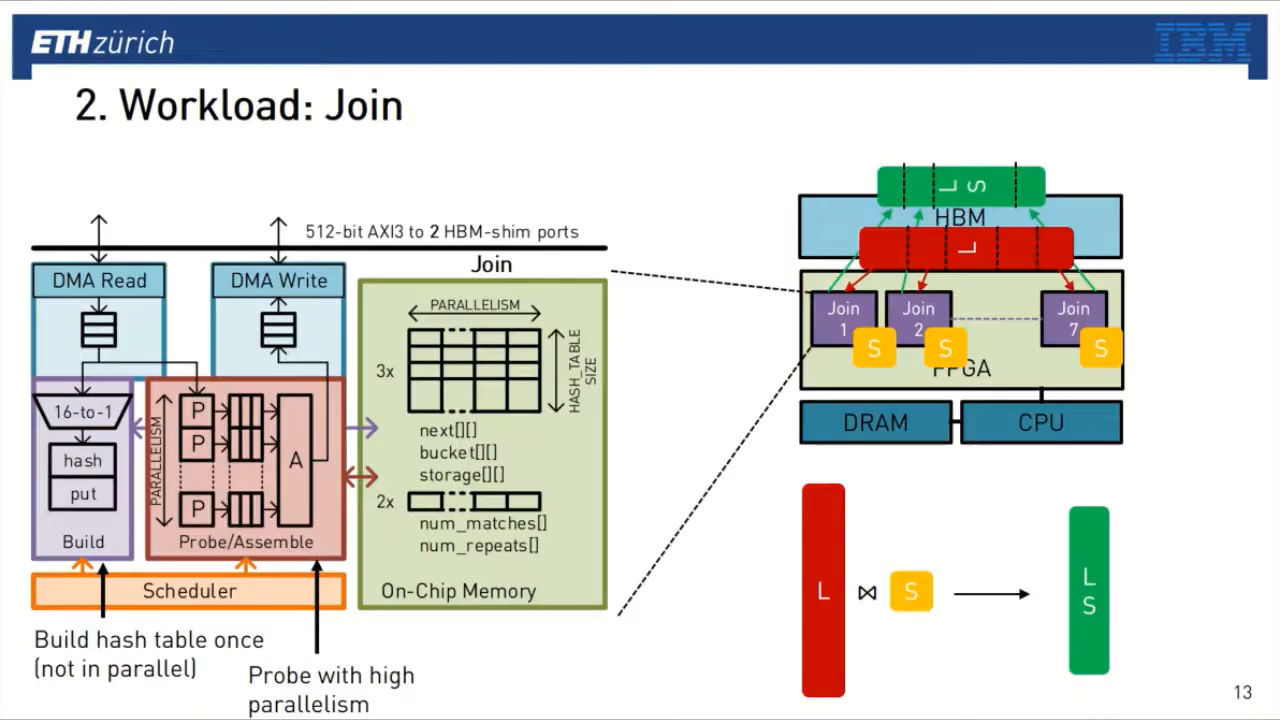 ETH zürich
IBM
2. Workload: Join
512-bit AXI3 to 2 HBM-shim ports
Join
DMA Read
DMA Write
16-to-1
hash
put
Build
PARALLELISM
P
P
P
A
Probe/Assemble
Scheduler
PARALLELISM
3x
HASH_TABLE
SIZE
next[][]
bucket[][]
storage[][]
2x
num_matches[]
num_repeats[]
On-Chip Memory
Build hash table once
(not in parallel)
Probe with high
parallelism
L S
HBM
L
Join
1
S
Join
2
S
Join
7
S
FPGA
DRAM
CPU
L
⋈
S
L
S
13